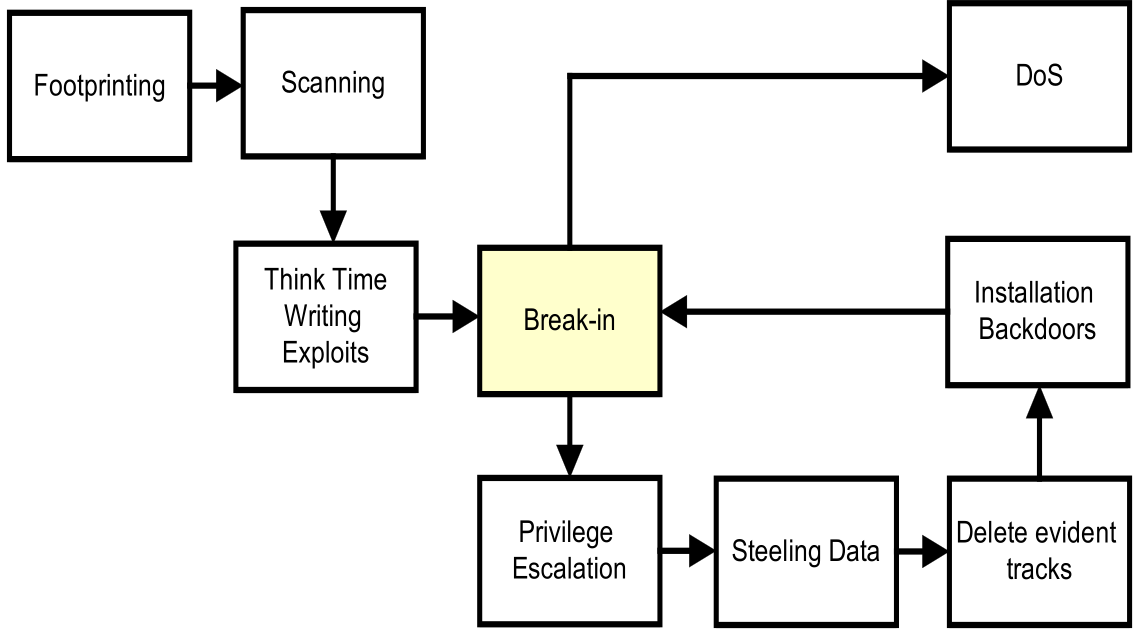 Footprinting
Scanning
DoS
Think Time
Writing
Exploits
Break-in
Installation
Backdoors
Privilege
Escalation
Steeling Data
Delete evident
tracks